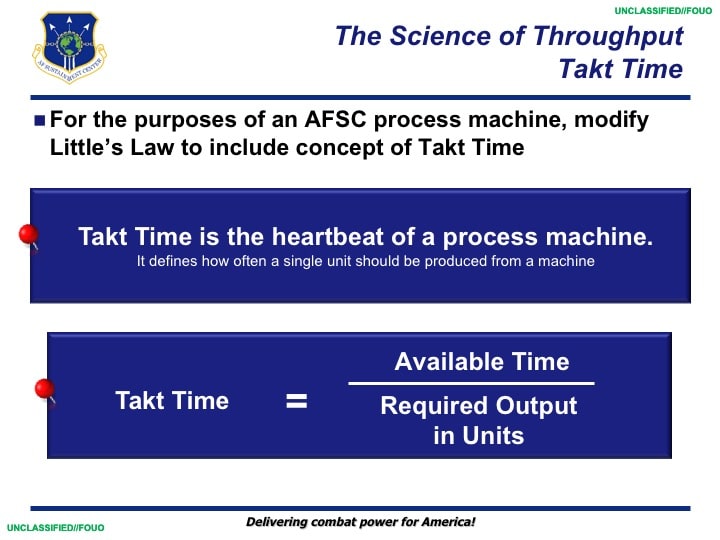 UNCLASSIFIED//FOUO
The Science of Throughput
Takt Time
AF SUSTAINMENT CENTER
For the purposes of an AFSC process machine, modify
Little's Law to include concept of Takt Time
Takt Time is the heartbeat of a process machine.
It defines how often a single unit should be produced from a machine
Takt Time = Available Time
Required Output
in Units
Delivering combat power for America!
UNCLASSIFIED//FOUO